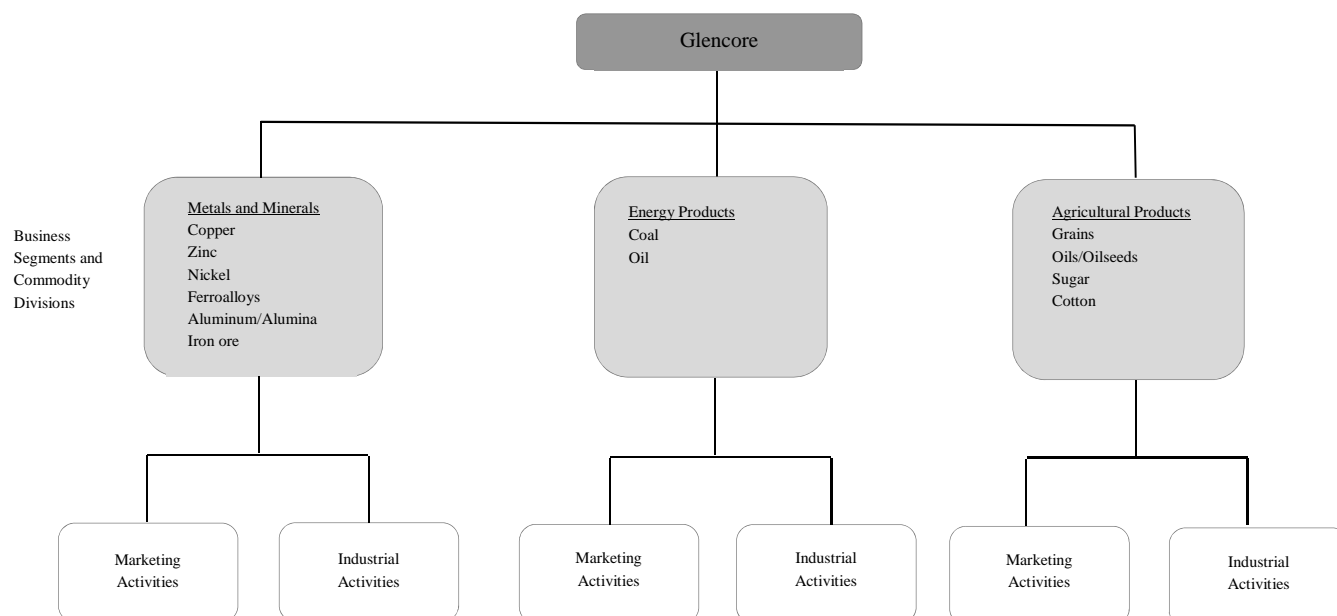 Glencore
Business
Segments and
Commodity
Divisions
Metals and Minerals
Copper
Zinc
Nickel
Ferroalloys
Aluminum/Alumina
Iron ore
Energy Products
Coal
Oil
Agricultural Products
Grains
Oils/Oilseeds
Sugar
Cotton
Marketing
Activities
Industrial
Activities
Marketing
Activities
Industrial
Activities
Marketing
Activities
Industrial
Activities